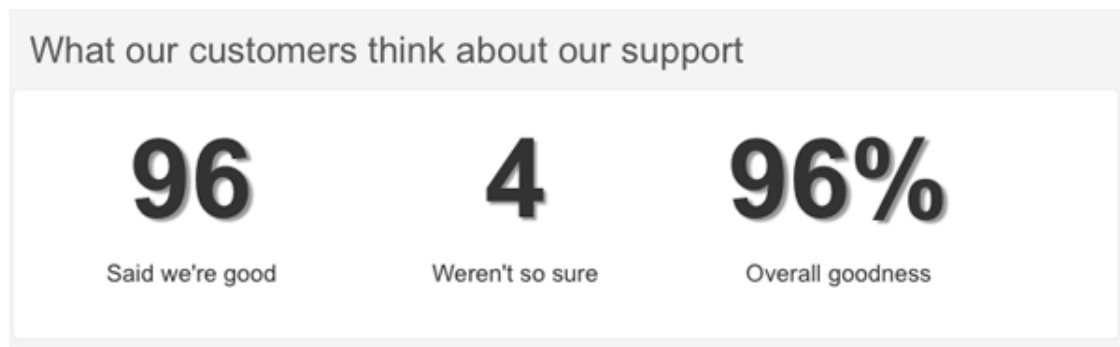 What our customers think about our support
96 4 96%
Said we're good Weren't so sure Overall goodness